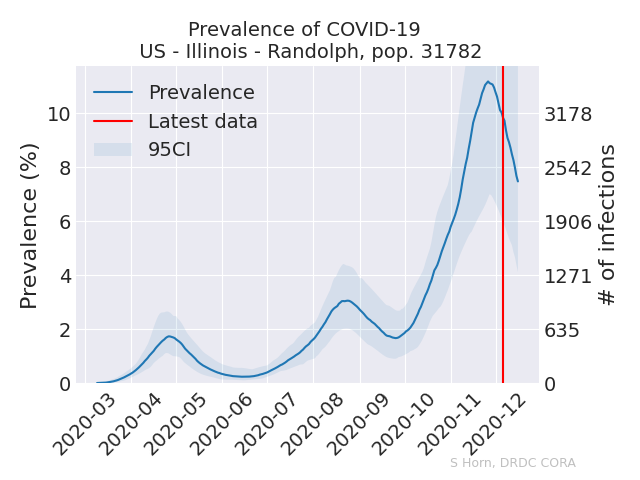 Prevalence of COVID-19
US - Illinois - Randolph, pop. 31782
Prevalence
Latest data
95CI
Prevalence (%)
10
8
6
4
2
0
3178
2542
1906
1271
635
0
# of infections
2020-03
2020-04
2020-05
2020-06
2020-07
2020-08
2020-09
2020-10
2020-11
2020-12
S Horn, DRDC CORA